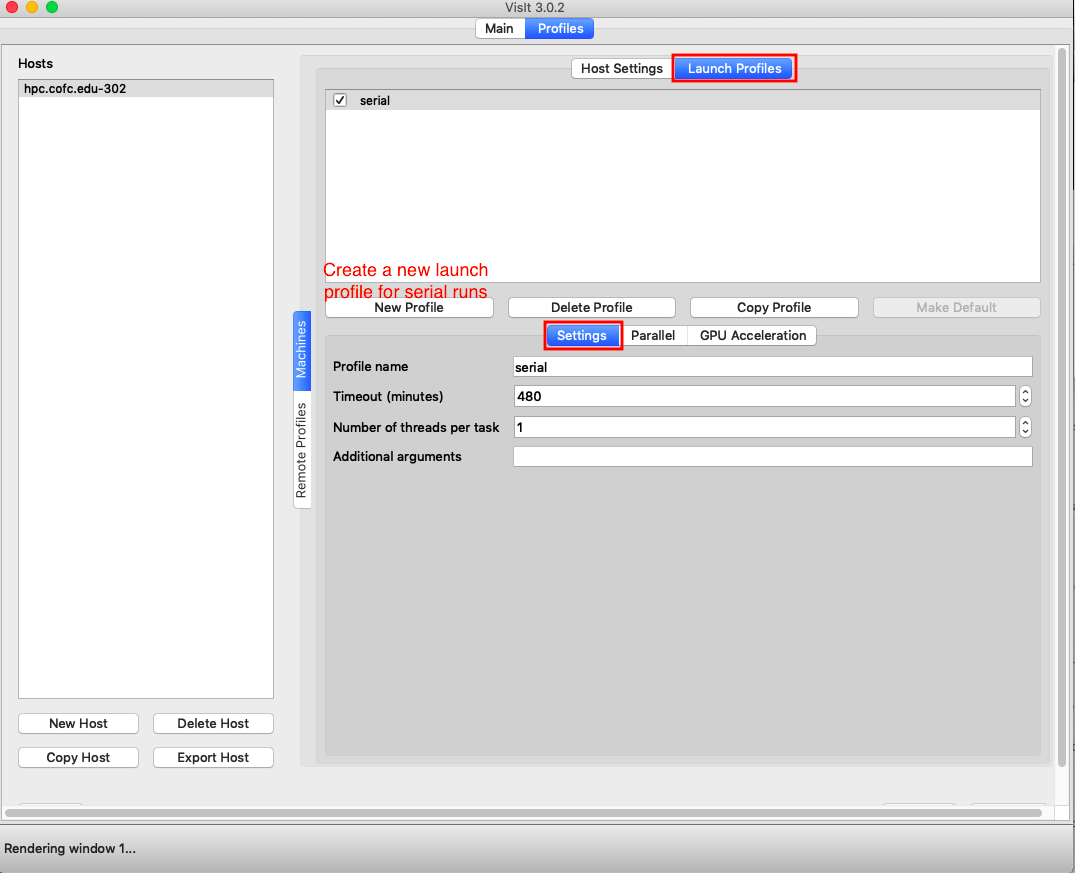 VisIt 3.0.2
Main Profiles
Hosts
hpc.cofc.edu-302
Host Settings Launch Profiles
serial
Create a new launch
profile for serial runs
New Profile Delete Profile Copy Profile Make Default
Settings Parallel GPU Acceleration
Machines
Remote Profiles
Profile name serial
Timeout (minutes) 480
Number of threads per task 1
Additional arguments
New Host Delete Host
Copy Host Export Host
Rendering window 1...